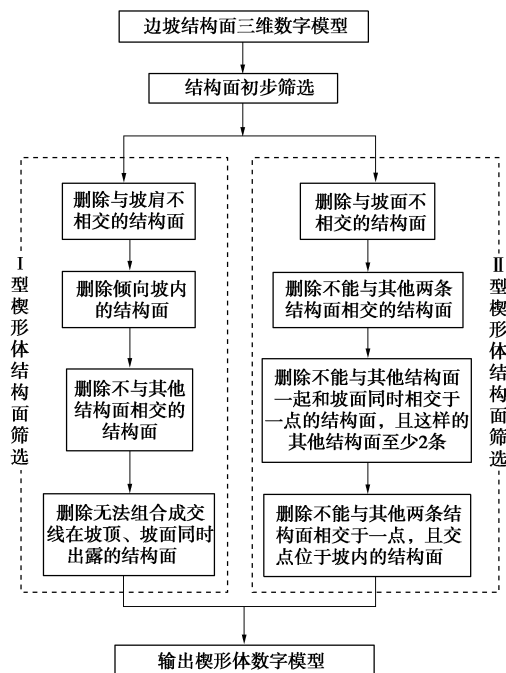 边坡结构面三维数字模型
结构面初步筛选
Ⅰ型楔形体结构面筛选
删除与坡肩不
相交的结构面
删除倾向坡内
的结构面
删除不与其他
结构面相交的
结构面
删除无法组合成交
线在坡顶、坡面同时
出露的结构面
删除与坡面不
相交的结构面
删除不能与其他两条
结构面相交的结构面
删除不能与其他结构面
一起和坡面同时相交于
一点的结构面，且这样的
其他结构面至少2条
删除不能与其他两条结
构面相交于一点，且交
点位于坡内的结构面
Ⅱ型楔形体结构面筛选
输出楔形体数字模型